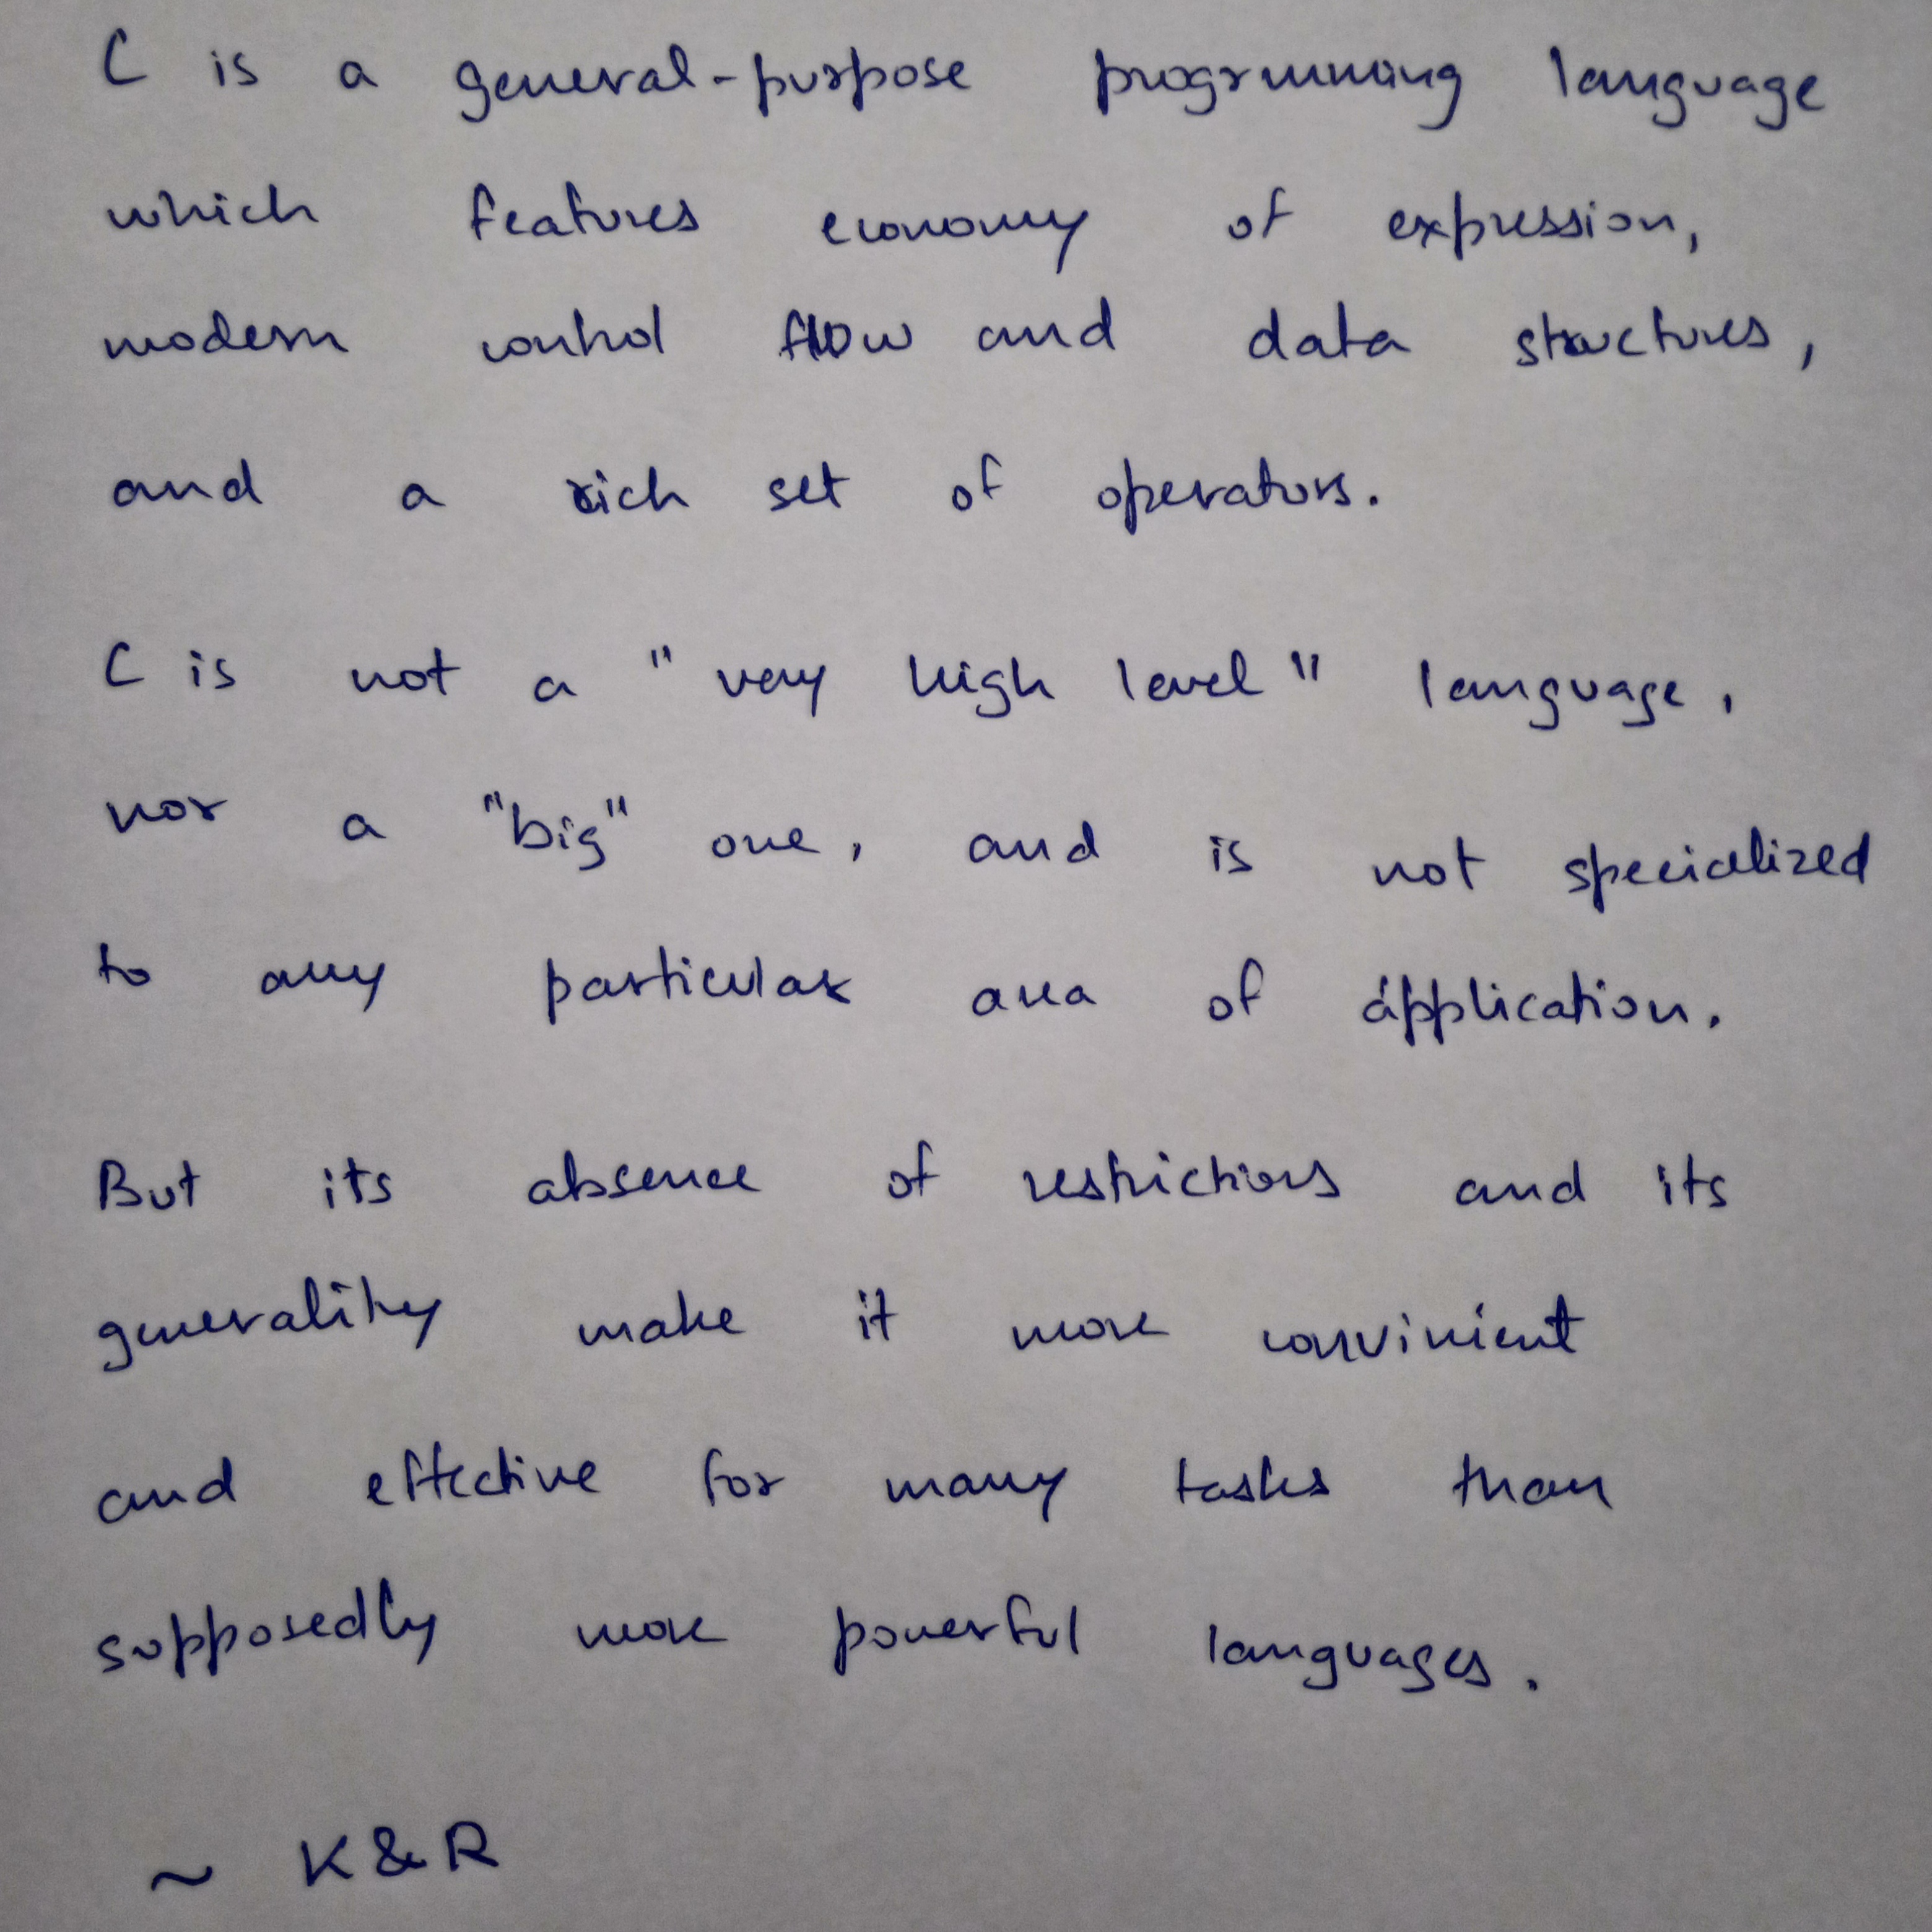 C is a general-purpose programming language
which features economy of expression,
modern control flow and data structures,
and a rich set of operators.
C is not a "very high level" language,
nor a "big" one, and is not specialized
to any particular area of application.
But its absence of restrictions and its
generality make it more convinient
and effective for many tasks than
supposedly more powerful languages.
~ K&R